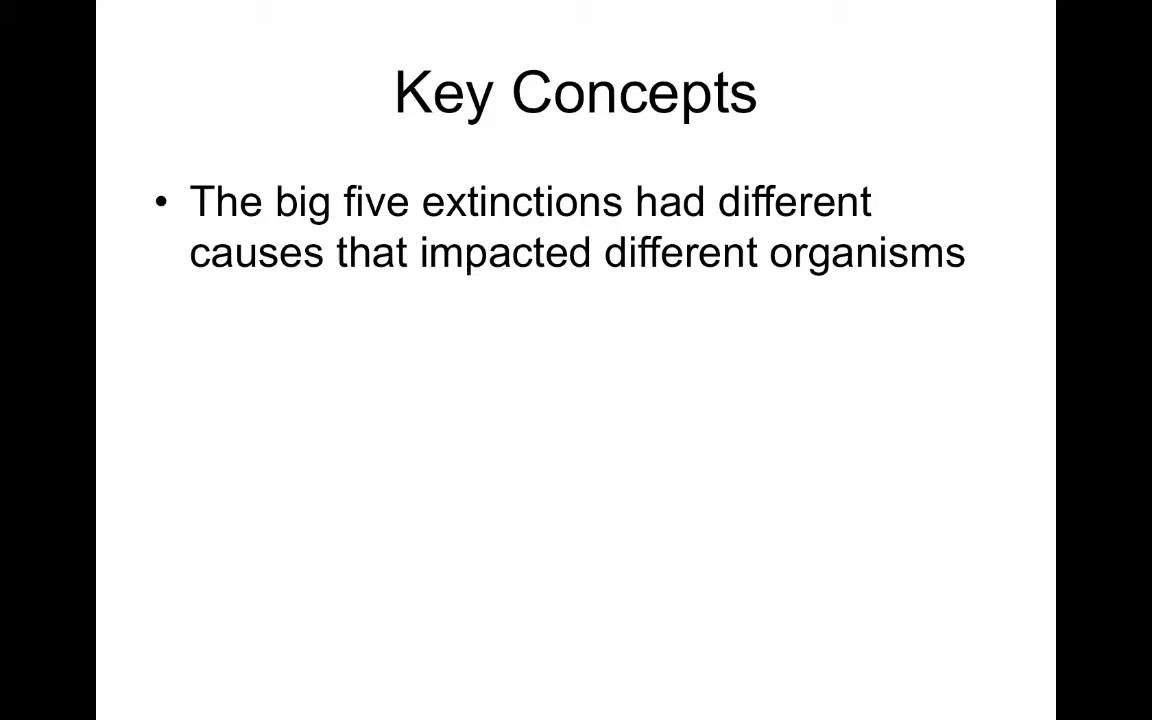 Key Concepts
• The big five extinctions had different
causes that impacted different organisms